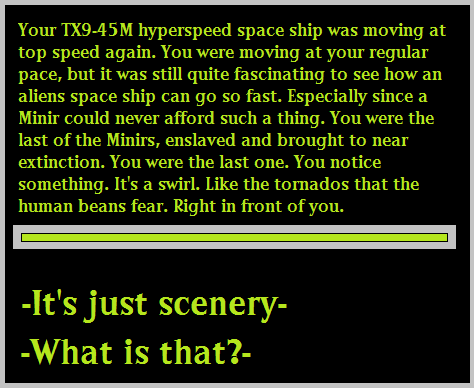 Your TX9-45M hyperspeed space ship was moving at
top speed again. You were moving at your regular
pace, but it was still quite fascinating to see how an
aliens space ship can go so fast. Especially since a
Minir could never afford such a thing. You were the
last of the Minirs, enslaved and brought to near
extinction. You were the last one. You notice
something. It's a swirl. Like the tornados that the
human beans fear. Right in front of you.
-It's just scenery-
-What is that?-